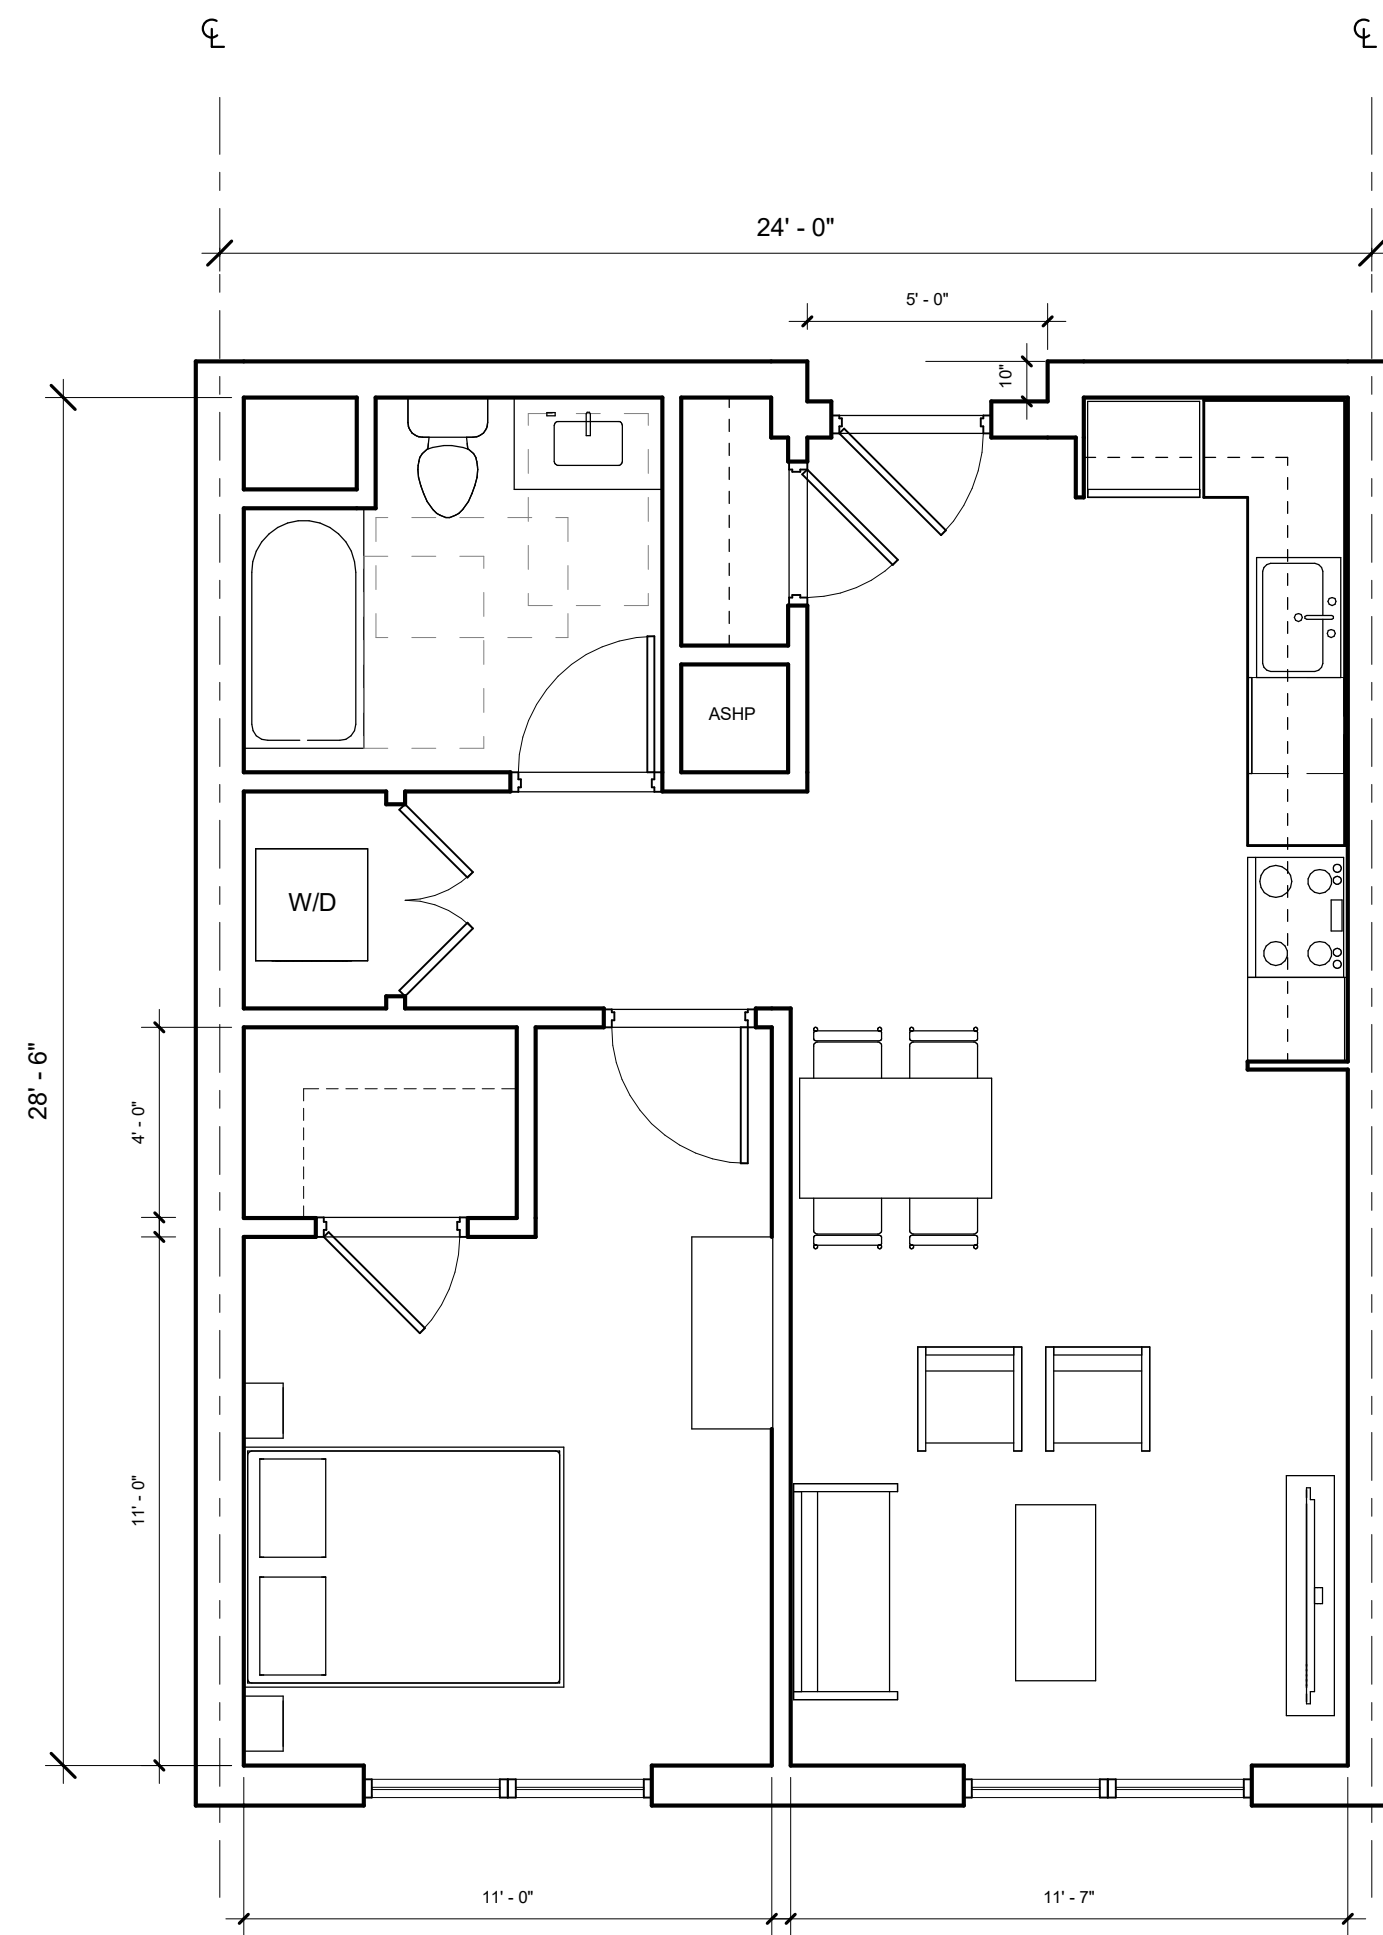 ℄ ℄
24' - 0"
5' - 0"
10"
ASHP
W/D
28' - 6"
4' - 0"
11' - 0"
11' - 0"
11' - 7"